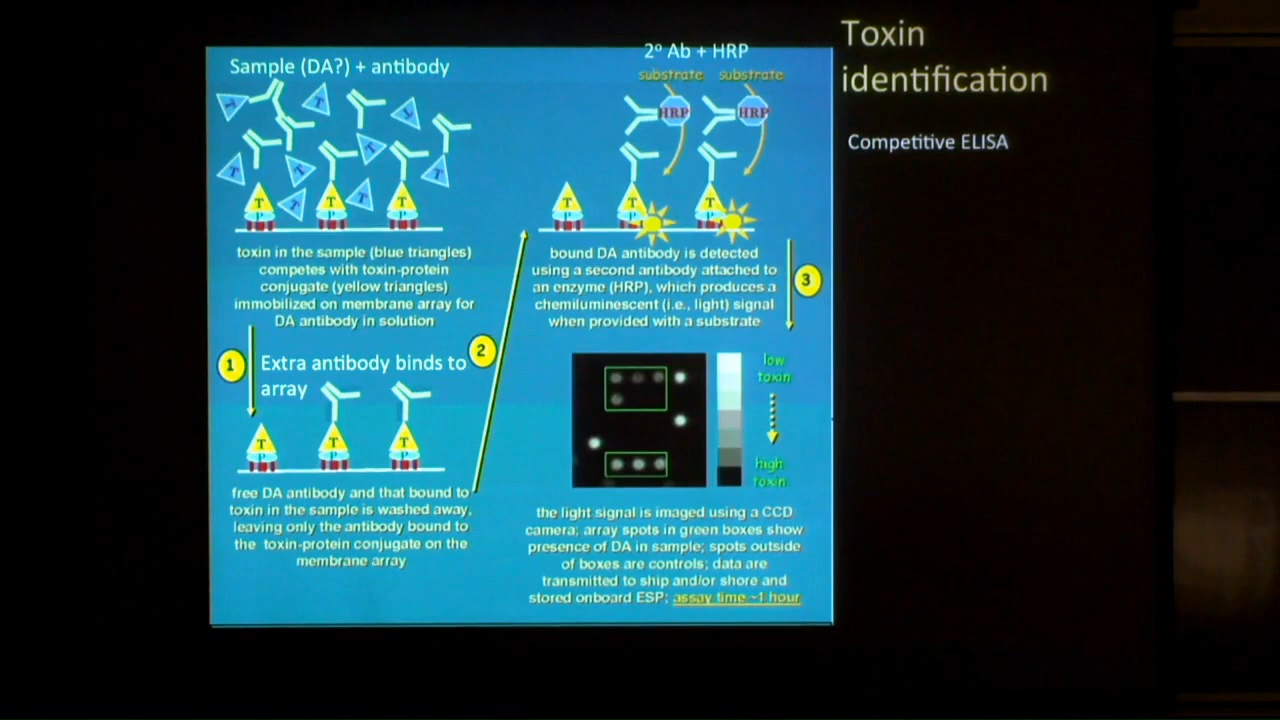 Toxin
identification
Competitive ELISA
Sample (DA?) + antibody
T
T
T
T
T
T
T
T
T
T
T
T
P
P
P
toxin in the sample (blue triangles)
competes with toxin-protein
conjugate (yellow triangles)
immobilized on membrane array for
DA antibody in solution
1
Extra antibody binds to
array
T
T
T
P
P
P
free DA antibody and that bound to
toxin in the sample is washed away,
leaving only the antibody bound to
the toxin-protein conjugate on the
membrane array
2
2º Ab + HRP
substrate substrate
HRP HRP
T
T
T
P
P
P
bound DA antibody is detected
using a second antibody attached to
an enzyme (HRP), which produces a
chemiluminescent (i.e., light) signal
when provided with a substrate
3
low
toxin
high
toxin
the light signal is imaged using a CCD
camera; array spots in green boxes show
presence of DA in sample; spots outside
of boxes are controls; data are
transmitted to ship and/or shore and
stored onboard ESP; assay time ~1 hour